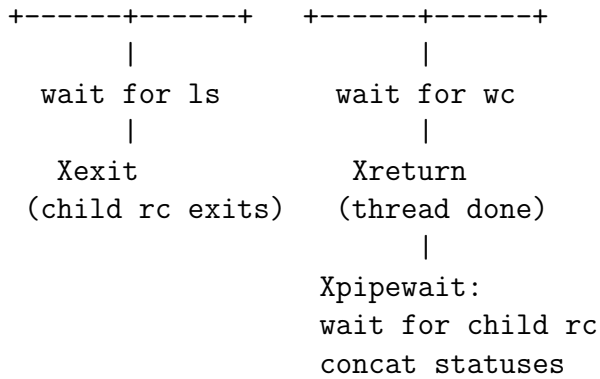 +------+------+ +------+------+
| |
wait for ls wait for wc
| |
Xexit Xreturn
(child rc exits) (thread done)
|
Xpipewait:
wait for child rc
concat statuses